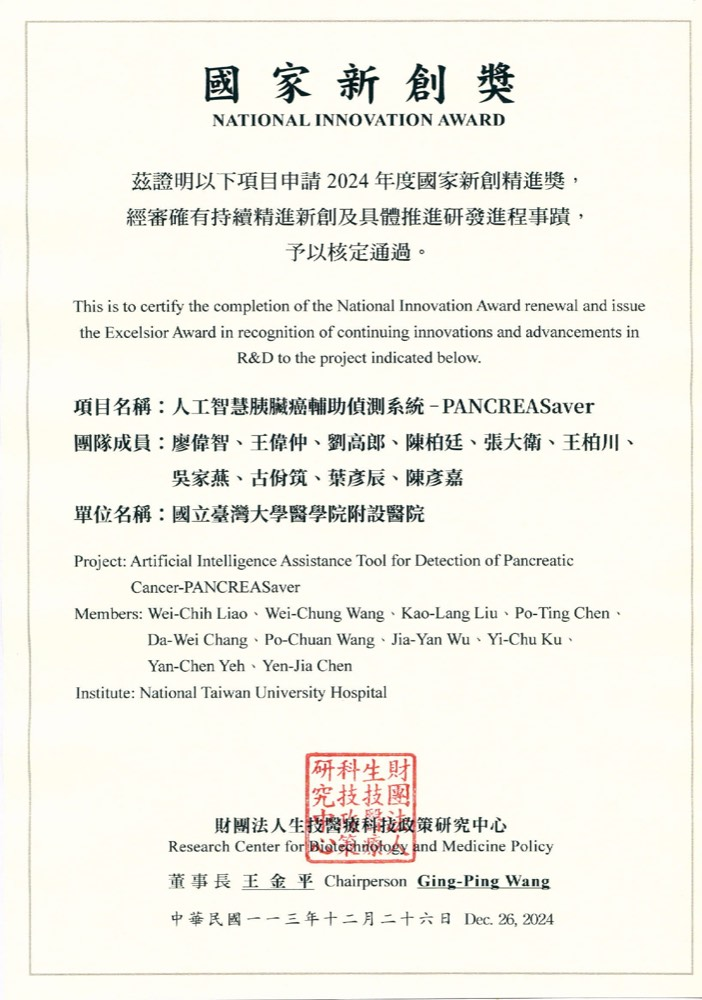 國家新創獎
NATIONAL INNOVATION AWARD
茲證明以下項目申請 2024 年度國家新創精進獎，
經審確有持續精進新創及具體推進研發進程事蹟，
予以核定通過。
This is to certify the completion of the National Innovation Award renewal and issue
the Excelsior Award in recognition of continuing innovations and advancements in
R&D to the project indicated below.
項目名稱：人工智慧胰臟癌輔助偵測系統－PANCREASaver
團隊成員：廖偉智、王偉仲、劉高郎、陳柏廷、張大衛、王柏川、
吳家燕、古佾筑、葉彥辰、陳彥嘉
單位名稱：國立臺灣大學醫學院附設醫院
Project: Artificial Intelligence Assistance Tool for Detection of Pancreatic
Cancer-PANCREASaver
Members: Wei-Chih Liao、Wei-Chung Wang、Kao-Lang Liu、Po-Ting Chen、
Da-Wei Chang、Po-Chuan Wang、Jia-Yan Wu、Yi-Chu Ku、
Yan-Chen Yeh、Yen-Jia Chen
Institute: National Taiwan University Hospital
財團法人
生技醫療
科技政策
研究中心
財團法人生技醫療科技政策研究中心
Research Center for Biotechnology and Medicine Policy
董事長 王金平 Chairperson Ging-Ping Wang
中華民國一一三年十二月二十六日 Dec. 26, 2024